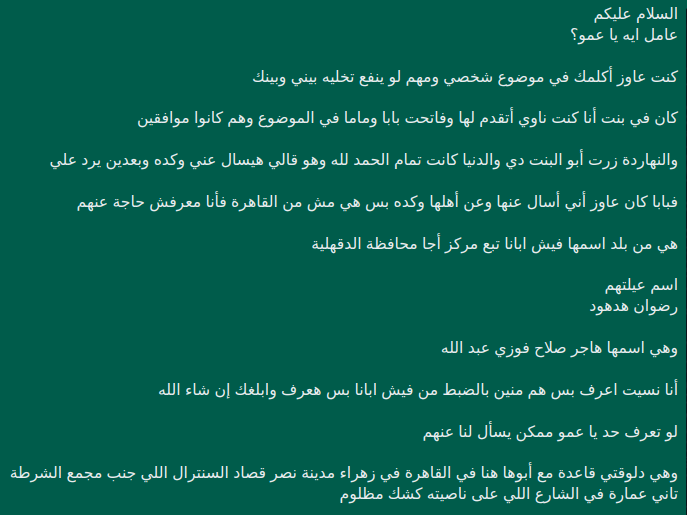 السلام عليكم
عامل ايه يا عمو؟
كنت عاوز أكلمك في موضوع شخصي ومهم لو ينفع تخليه بيني وبينك
كان في بنت أنا كنت ناوي أتقدم لها وفاتحت بابا وماما في الموضوع وهم كانوا موافقين
والنهاردة زرت أبو البنت دي والدنيا كانت تمام الحمد لله وهو قالي هيسال عني وكده وبعدين يرد علي
فبابا كان عاوز أني أسال عنها وعن أهلها وكده بس هي مش من القاهرة فأنا معرفش حاجة عنهم
هي من بلد اسمها فيش ابانا تبع مركز أجا محافظة الدقهلية
اسم عيلتهم
رضوان هدهود
وهي اسمها هاجر صلاح فوزي عبد الله
أنا نسيت اعرف بس هم منين بالضبط من فيش ابانا بس هعرف وابلغك إن شاء الله
لو تعرف حد يا عمو ممكن يسأل لنا عنهم
وهي دلوقتي قاعدة مع أبوها هنا في القاهرة في زهراء مدينة نصر قصاد السنترال اللي جنب مجمع الشرطة
تاني عمارة في الشارع اللي على ناصيته كشك مظلوم